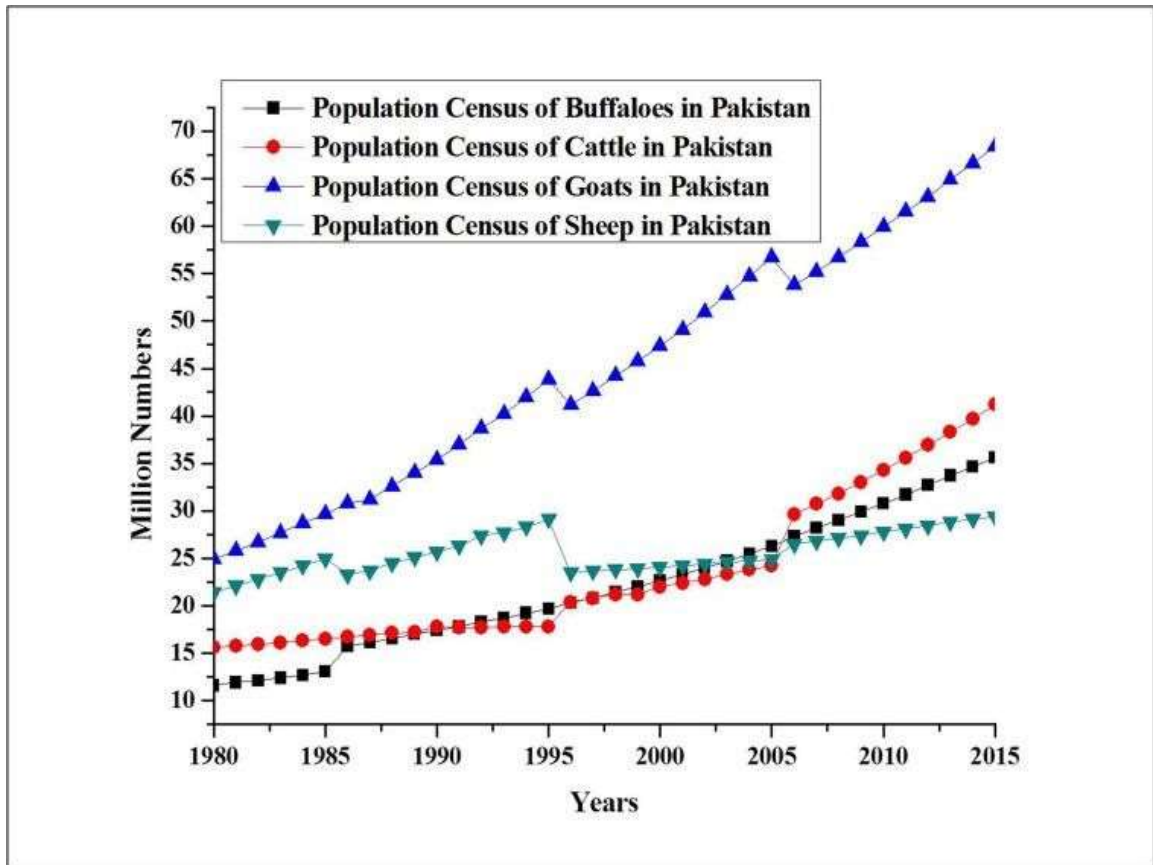 Population Census of Buffaloes in Pakistan
Population Census of Cattle in Pakistan
Population Census of Goats in Pakistan
Population Census of Sheep in Pakistan
70
65
60
55
50
45
40
35
30
25
20
15
10
Million Numbers
1980 1985 1990 1995 2000 2005 2010 2015
Years